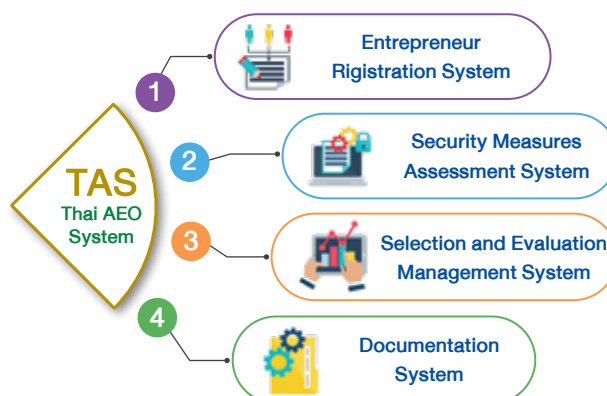 TAS
Thai AEO
System
1
Entrepreneur
Rigistration System
2
Security Measures
Assessment System
3
Selection and Evaluation
Management System
4
Documentation
System